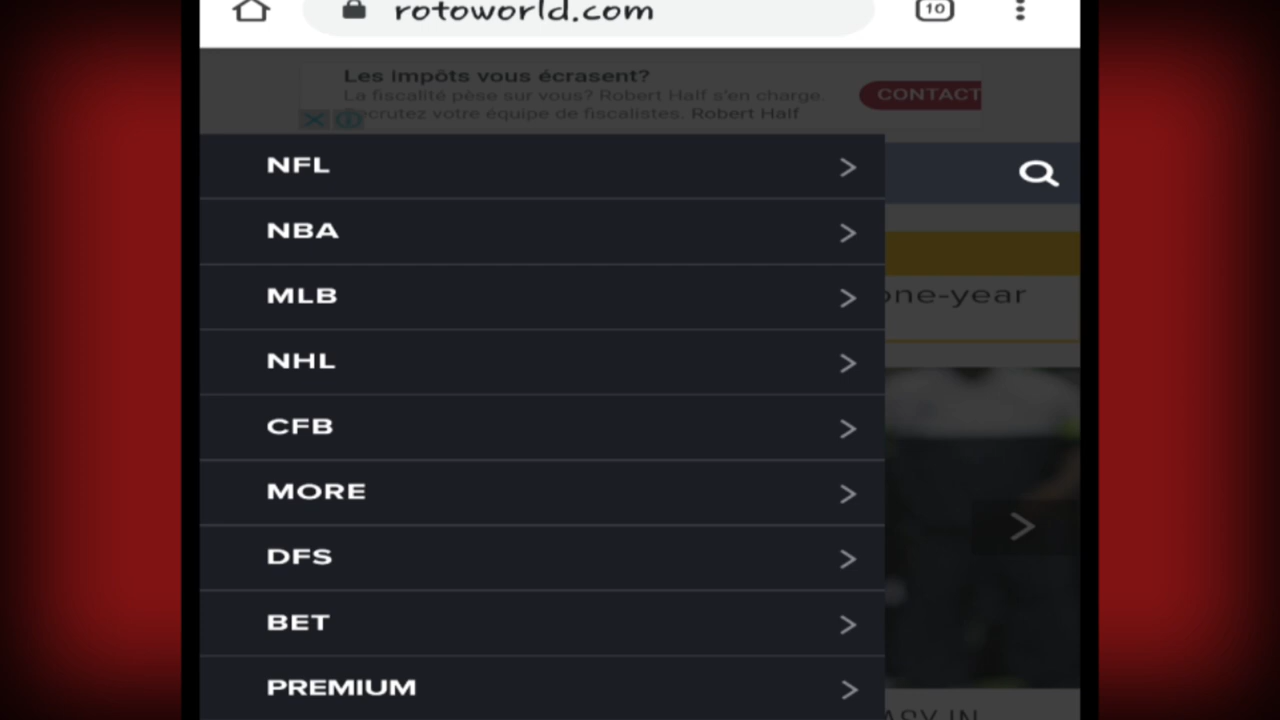 rotoworld.com
10
Les impôts vous écrasent?
La fiscalité pèse sur vous? Robert Half s'en charge.
Recrutez votre équipe de fiscalistes. Robert Half
CONTACT
NFL
NBA
MLB
one-year
NHL
CFB
MORE
DFS
BET
PREMIUM